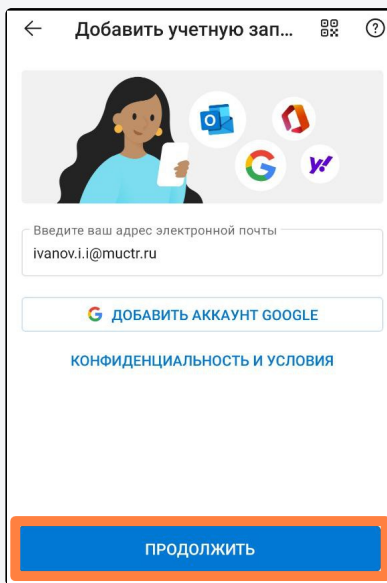 Добавить учетную зап...
Введите ваш адрес электронной почты
ivanov.i.i@muctr.ru
ДОБАВИТЬ АККАУНТ GOOGLE
КОНФИДЕНЦИАЛЬНОСТЬ И УСЛОВИЯ
ПРОДОЛЖИТЬ